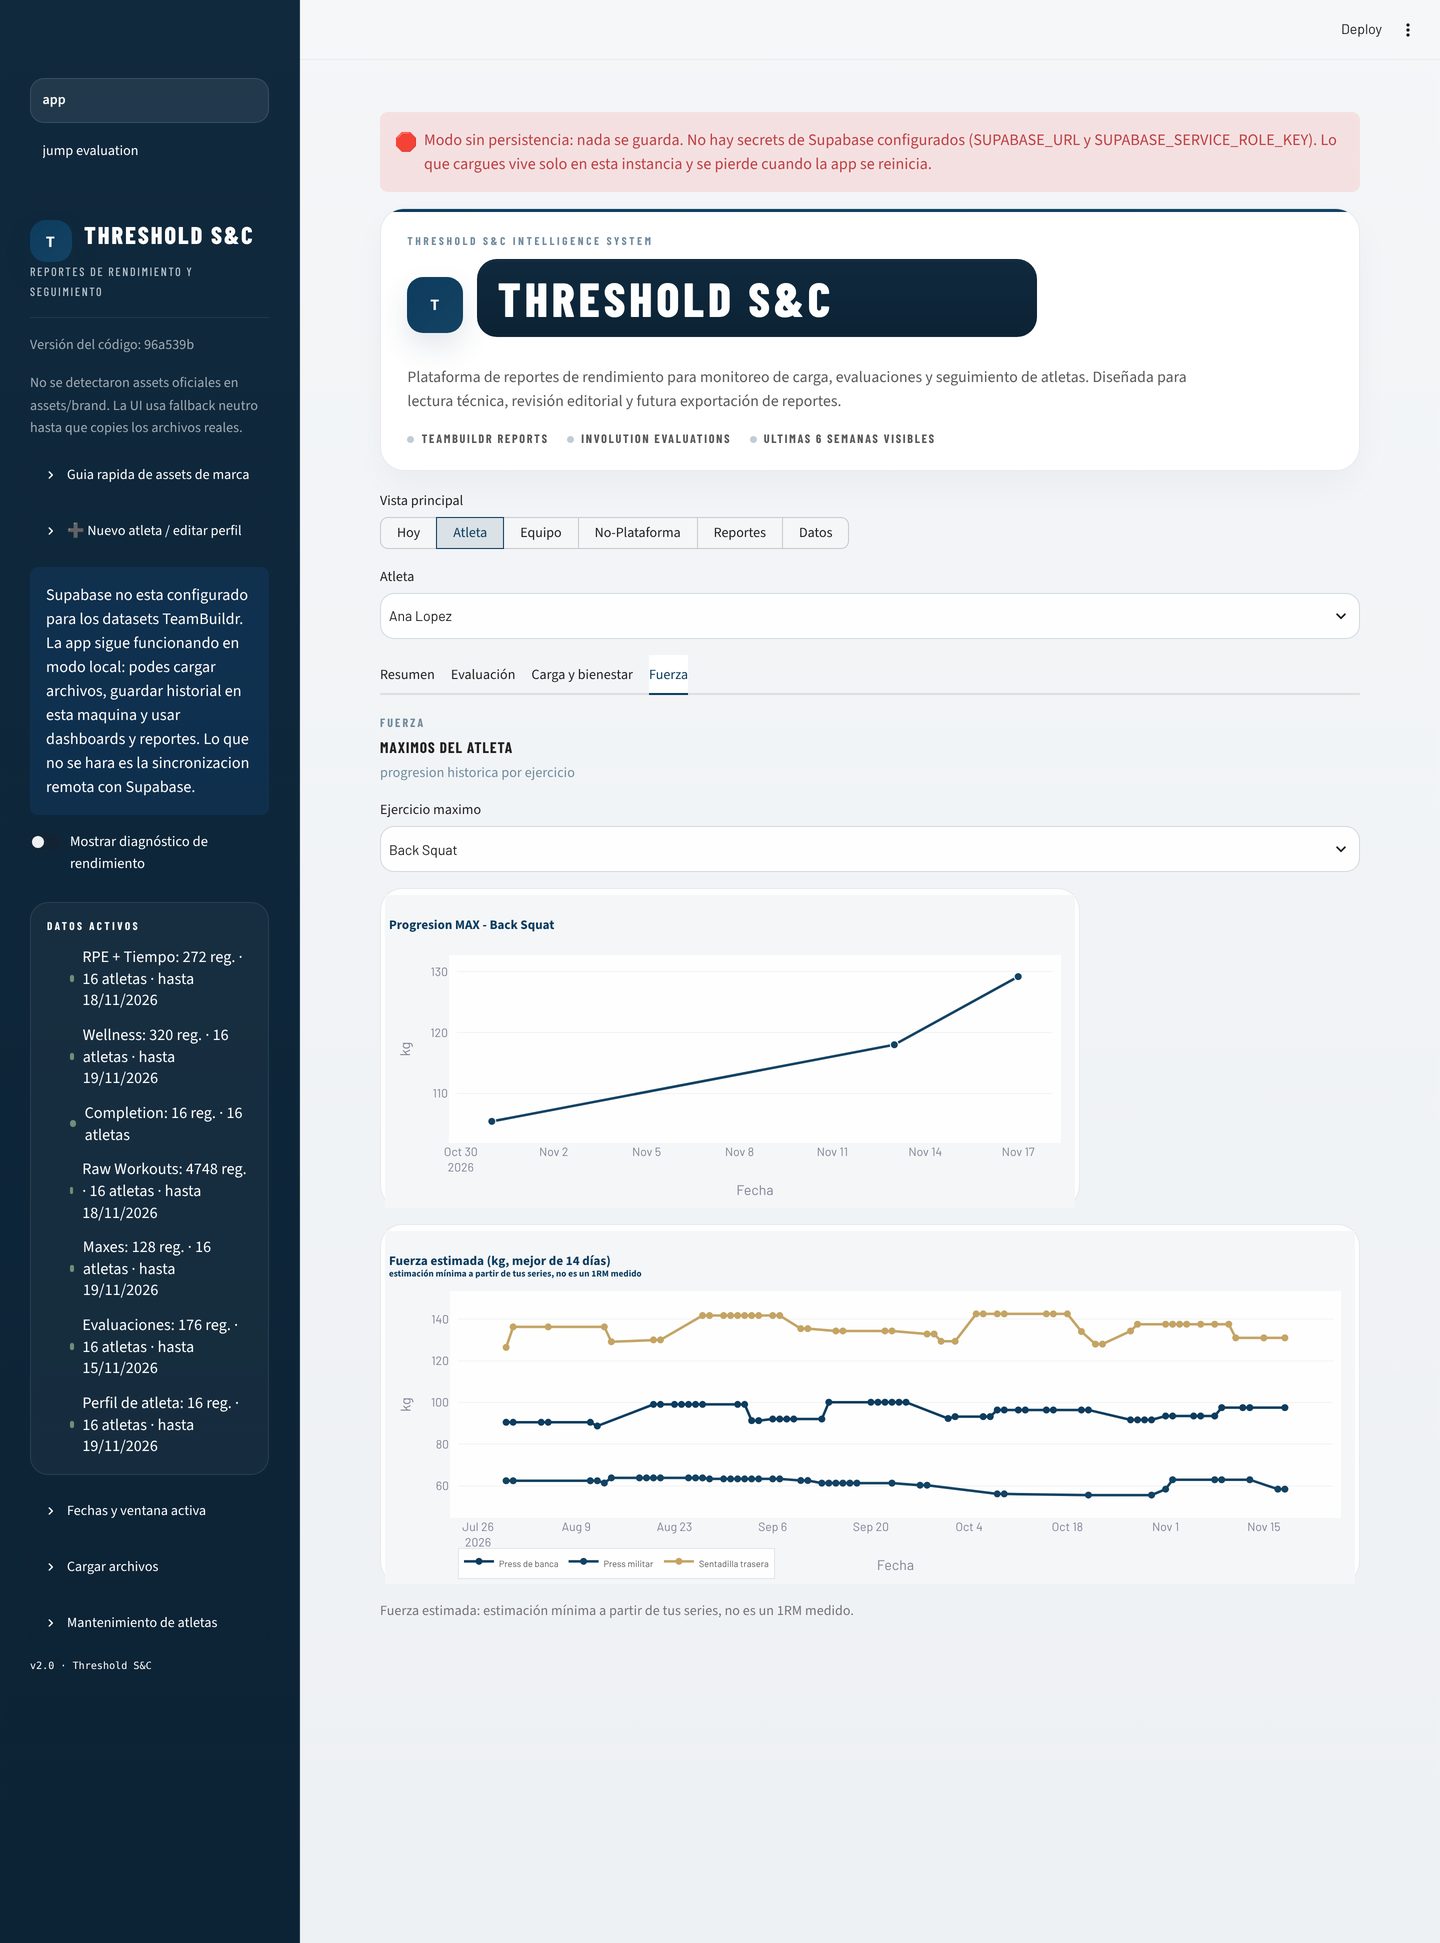 app
jump evaluation
T
THRESHOLD S&C
REPORTES DE RENDIMIENTO Y
SEGUIMIENTO
Versión del código: 96a539b
No se detectaron assets oficiales en
assets/brand. La UI usa fallback neutro
hasta que copies los archivos reales.
Guia rapida de assets de marca
➕ Nuevo atleta / editar perfil
Supabase no esta configurado
para los datasets TeamBuildr.
La app sigue funcionando en
modo local: podes cargar
archivos, guardar historial en
esta maquina y usar
dashboards y reportes. Lo que
no se hara es la sincronizacion
remota con Supabase.
Mostrar diagnóstico de
rendimiento
DATOS ACTIVOS
RPE + Tiempo: 272 reg. ·
16 atletas · hasta
18/11/2026
Wellness: 320 reg. · 16
atletas · hasta
19/11/2026
Completion: 16 reg. · 16
atletas
Raw Workouts: 4748 reg.
· 16 atletas · hasta
18/11/2026
Maxes: 128 reg. · 16
atletas · hasta
19/11/2026
Evaluaciones: 176 reg. ·
16 atletas · hasta
15/11/2026
Perfil de atleta: 16 reg. ·
16 atletas · hasta
19/11/2026
Fechas y ventana activa
Cargar archivos
Mantenimiento de atletas
v2.0 · Threshold S&C
Deploy
Modo sin persistencia: nada se guarda. No hay secrets de Supabase configurados (SUPABASE_URL y SUPABASE_SERVICE_ROLE_KEY). Lo
que cargues vive solo en esta instancia y se pierde cuando la app se reinicia.
THRESHOLD S&C INTELLIGENCE SYSTEM
T
THRESHOLD S&C
Plataforma de reportes de rendimiento para monitoreo de carga, evaluaciones y seguimiento de atletas. Diseñada para
lectura técnica, revisión editorial y futura exportación de reportes.
TEAMBUILDR REPORTS INVOLUTION EVALUATIONS ULTIMAS 6 SEMANAS VISIBLES
Vista principal
Hoy Atleta Equipo No-Plataforma Reportes Datos
Atleta
Ana Lopez
Resumen Evaluación Carga y bienestar Fuerza
FUERZA
MAXIMOS DEL ATLETA
progresion historica por ejercicio
Ejercicio maximo
Back Squat
Progresion MAX - Back Squat
130
120
110
kg
Oct 30 Nov 2 Nov 5 Nov 8 Nov 11 Nov 14 Nov 17
2026
Fecha
Fuerza estimada (kg, mejor de 14 días)
estimación mínima a partir de tus series, no es un 1RM medido
140
120
100
80
60
kg
Jul 26 Aug 9 Aug 23 Sep 6 Sep 20 Oct 4 Oct 18 Nov 1 Nov 15
2026
Press de banca Press militar Sentadilla trasera
Fecha
Fuerza estimada: estimación mínima a partir de tus series, no es un 1RM medido.